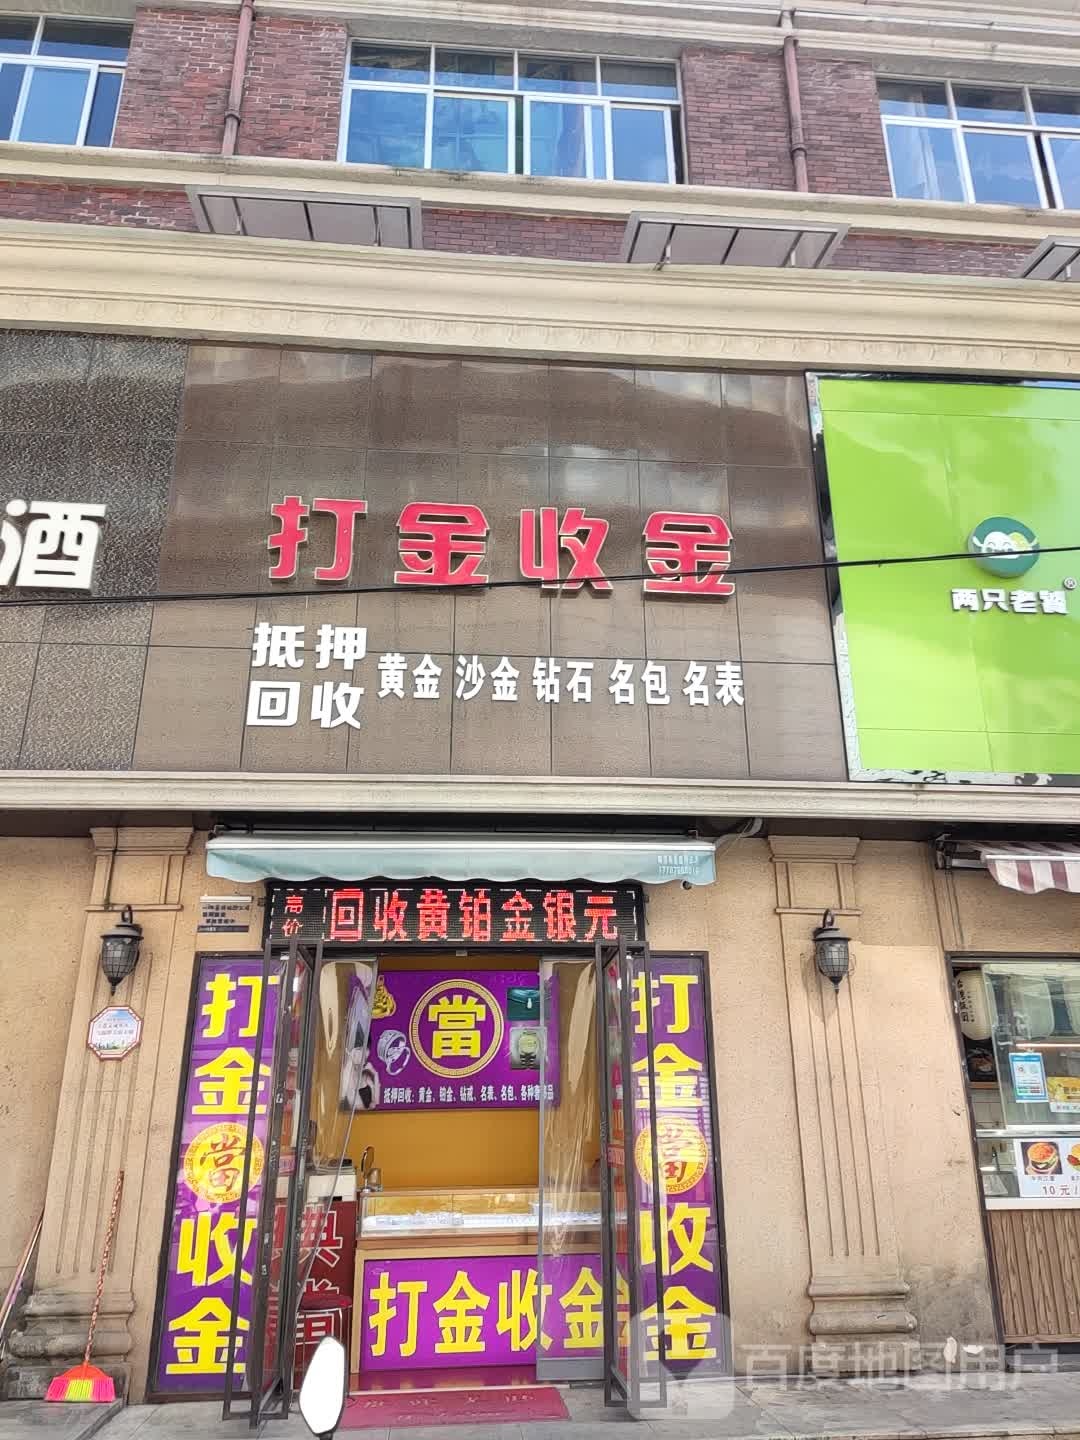 酒
打金收金
抵押
回收
黄金 沙金 钻石 名包 名表
两只老饕®
高价
回收黄铂金银元
打金當收金
當
抵押回收：黄金、铂金、钻戒、名表、名包、各种奢品
打金當收金
打金收金
10元/
百度地图用户